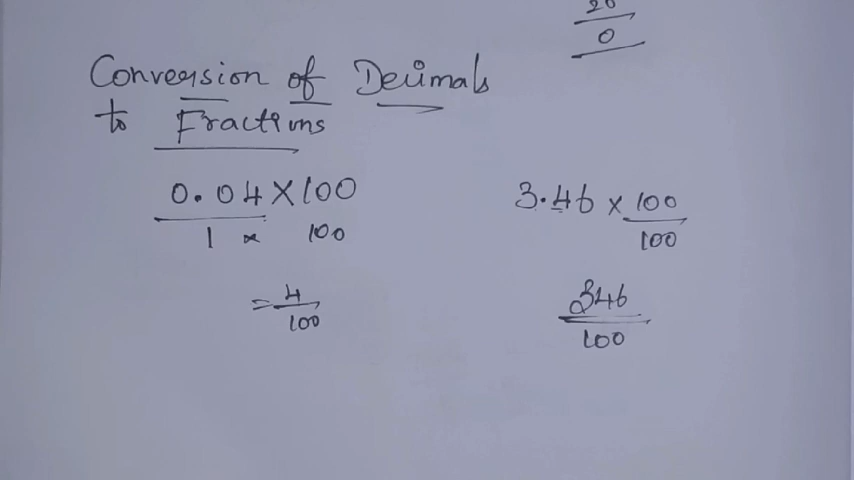 20
0
Conversion of Decimals
to Fractions
0.04 × 100
1 × 100
= 4
100
3.46 × 100
100
346
100